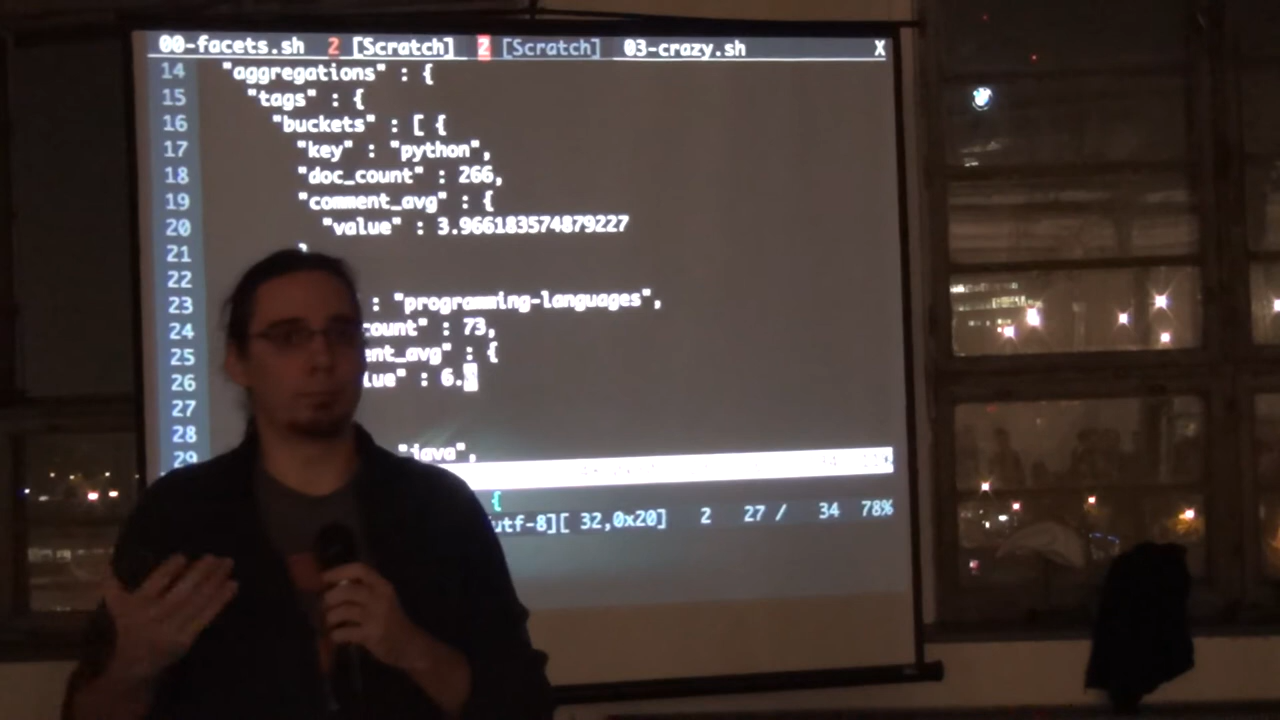 00-facets.sh 2 [Scratch] 2 [Scratch] 03-crazy.sh X
14 "aggregations" : {
15 "tags" : {
16 "buckets" : [ {
17 "key" : "python",
18 "doc_count" : 266,
19 "comment_avg" : {
20 "value" : 3.966183574879227
21
22
23 : "programming-languages",
24 count" : 73,
25 ent_avg" : {
26 lue" : 6.
27
28
29 "java",
{
utf-8][ 32,0x20] 2 27 / 34 78%